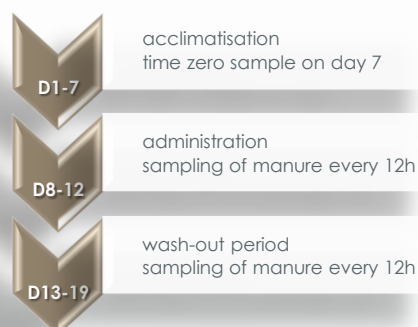 D1-7
acclimatisation
time zero sample on day 7
D8-12
administration
sampling of manure every 12h
D13-19
wash-out period
sampling of manure every 12h